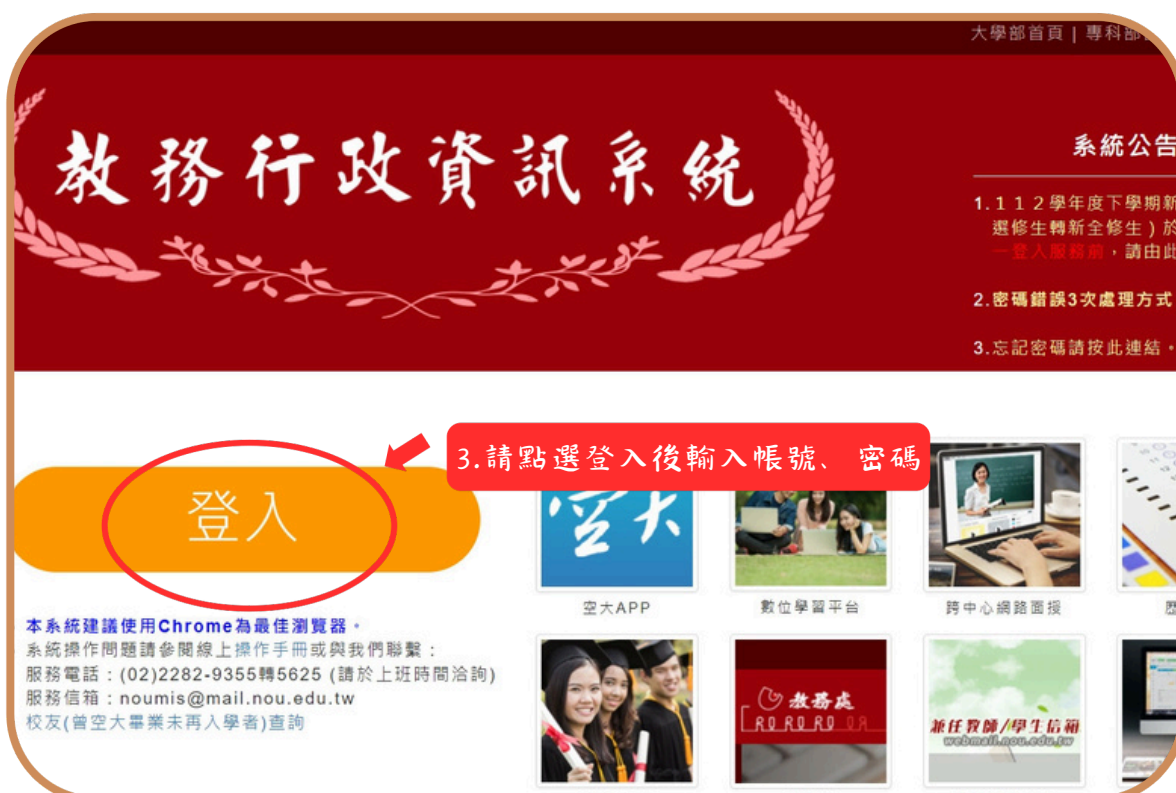 大學部首頁 | 專科部
教務行政資訊系統
系統公告
1.１１２學年度下學期新
選修生轉新全修生)於
一登入服務前，請由此
2.密碼錯誤3次處理方式
3.忘記密碼請按此連結。
3.請點選登入後輸入帳號、 密碼
登入
空大
空大APP
數位學習平台
跨中心網路面授
本系統建議使用Chrome為最佳瀏覽器。
系統操作問題請參閱線上操作手冊或與我們聯繫：
服務電話：(02)2282-9355轉5625 (請於上班時間洽詢)
服務信箱：noumis@mail.nou.edu.tw
校友(曾空大畢業未再入學者)查詢
教務處
兼任教師/學生信箱
webmail.nou.edu.tw